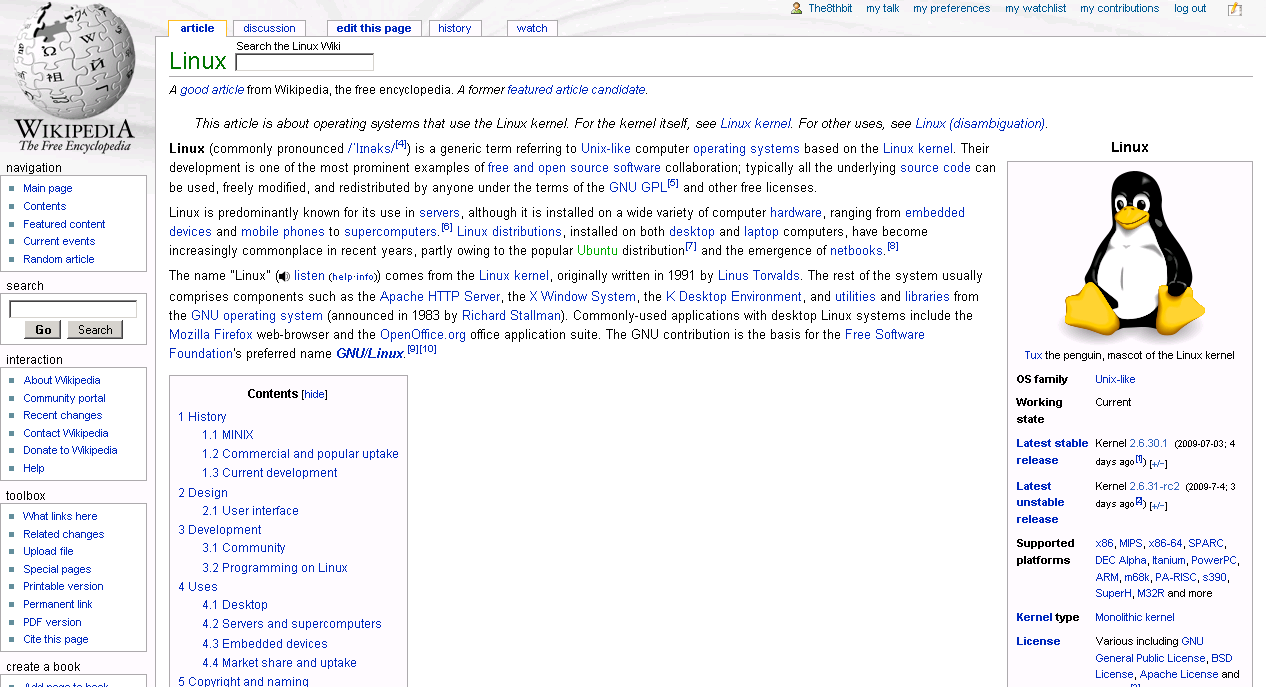 The8thbit my talk my preferences my watchlist my contributions log out
article discussion edit this page history watch
Search the Linux Wiki
Linux
A good article from Wikipedia, the free encyclopedia. A former featured article candidate.
This article is about operating systems that use the Linux kernel. For the kernel itself, see Linux kernel. For other uses, see Linux (disambiguation).
Linux (commonly pronounced /ˈlɪnəks/[4]) is a generic term referring to Unix-like computer operating systems based on the Linux kernel. Their
development is one of the most prominent examples of free and open source software collaboration; typically all the underlying source code can
be used, freely modified, and redistributed by anyone under the terms of the GNU GPL[5] and other free licenses.
Linux is predominantly known for its use in servers, although it is installed on a wide variety of computer hardware, ranging from embedded
devices and mobile phones to supercomputers.[6] Linux distributions, installed on both desktop and laptop computers, have become
increasingly commonplace in recent years, partly owing to the popular Ubuntu distribution[7] and the emergence of netbooks.[8]
The name "Linux" ( listen (help·info)) comes from the Linux kernel, originally written in 1991 by Linus Torvalds. The rest of the system usually
comprises components such as the Apache HTTP Server, the X Window System, the K Desktop Environment, and utilities and libraries from
the GNU operating system (announced in 1983 by Richard Stallman). Commonly-used applications with desktop Linux systems include the
Mozilla Firefox web-browser and the OpenOffice.org office application suite. The GNU contribution is the basis for the Free Software
Foundation's preferred name GNU/Linux.[9][10]
Contents [hide]
1 History
1.1 MINIX
1.2 Commercial and popular uptake
1.3 Current development
2 Design
2.1 User interface
3 Development
3.1 Community
3.2 Programming on Linux
4 Uses
4.1 Desktop
4.2 Servers and supercomputers
4.3 Embedded devices
4.4 Market share and uptake
5 Copyright and naming
Linux
Tux the penguin, mascot of the Linux kernel
OS family Unix-like
Working Current
state
Latest stable Kernel 2.6.30.1 (2009-07-03; 4
release days ago[1]) [+/-]
Latest Kernel 2.6.31-rc2 (2009-7-4; 3
unstable days ago[2]) [+/-]
release
Supported x86, MIPS, x86-64, SPARC,
platforms DEC Alpha, Itanium, PowerPC,
ARM, m68k, PA-RISC, s390,
SuperH, M32R and more
Kernel type Monolithic kernel
License Various including GNU
General Public License, BSD
License, Apache License and
WIKIPEDIA
The Free Encyclopedia
navigation
Main page
Contents
Featured content
Current events
Random article
search
Go Search
interaction
About Wikipedia
Community portal
Recent changes
Contact Wikipedia
Donate to Wikipedia
Help
toolbox
What links here
Related changes
Upload file
Special pages
Printable version
Permanent link
PDF version
Cite this page
create a book
Add page to book